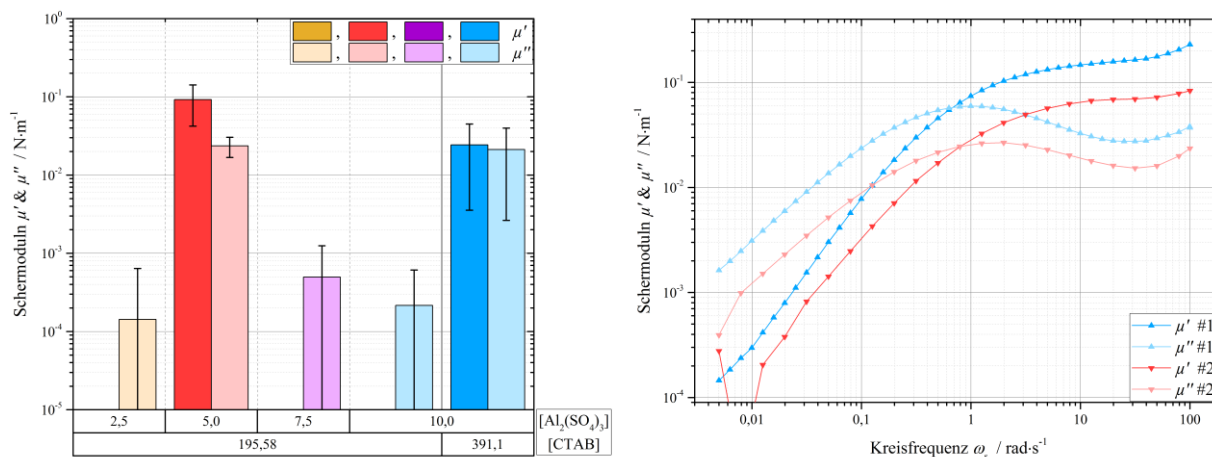 Schermoduln μ' & μ'' / N·m⁻¹
10⁰
10⁻¹
10⁻²
10⁻³
10⁻⁴
10⁻⁵
, , , μ'
, , , μ''
2,5 5,0 7,5 10,0 [Al₂(SO₄)₃]
195,58 391,1 [CTAB]
Schermoduln μ' & μ'' / N·m⁻¹
10⁻¹
10⁻²
10⁻³
10⁻⁴
μ' #1
μ'' #1
μ' #2
μ'' #2
0,01 0,1 1 10 100
Kreisfrequenz ωₛ / rad·s⁻¹